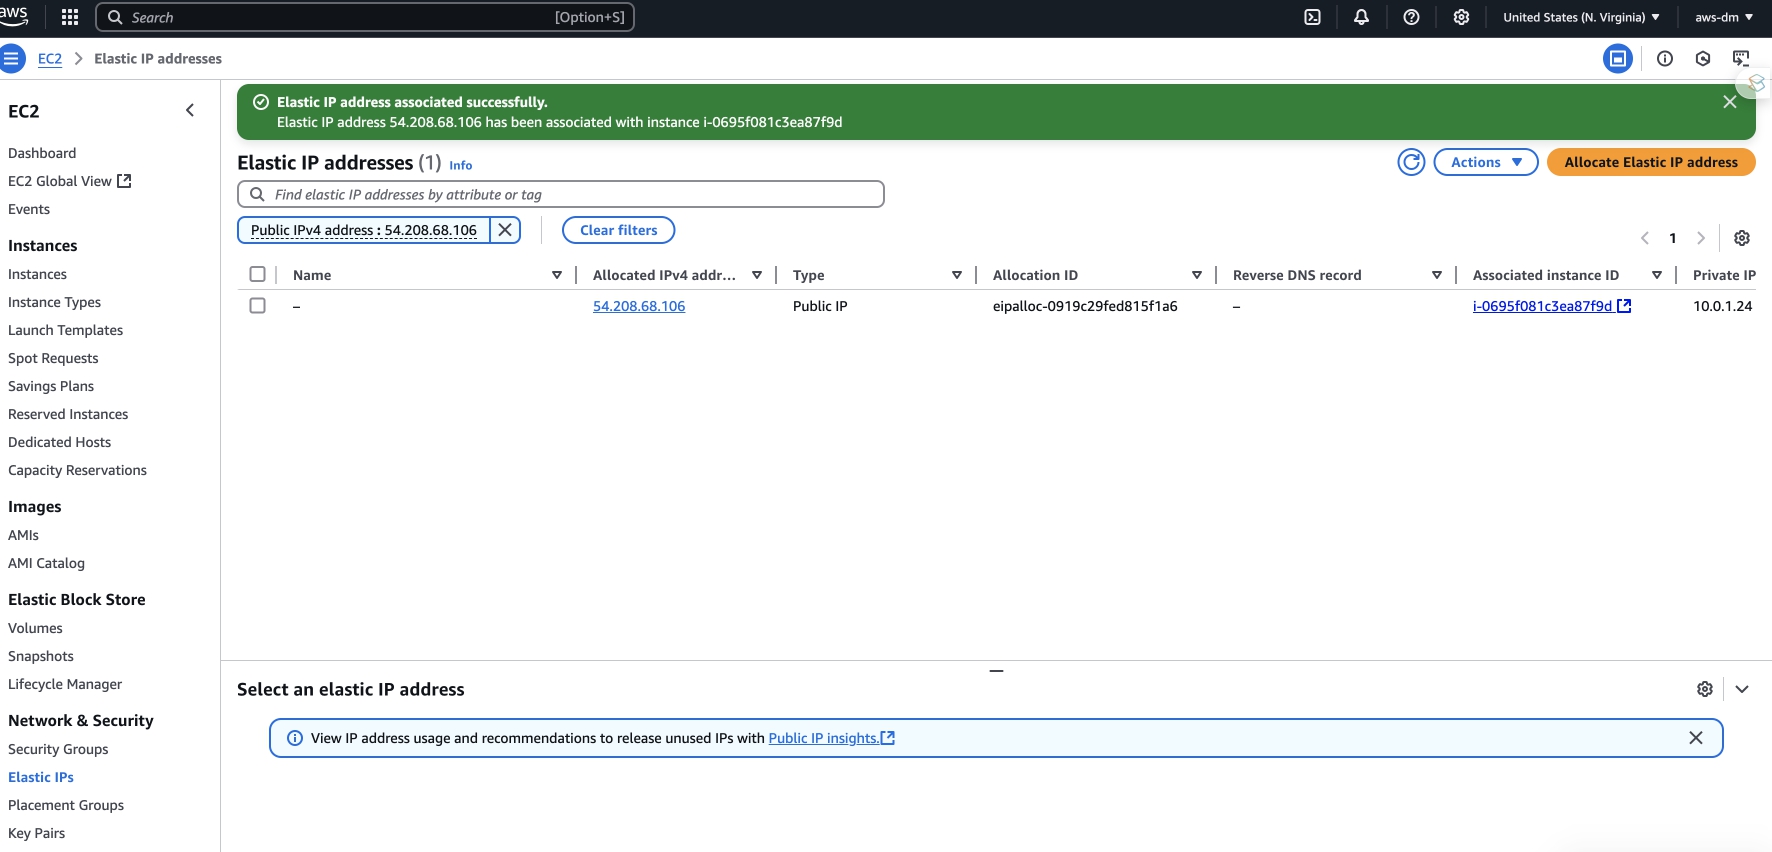 aws
Search [Option+S] United States (N. Virginia) aws-dm
EC2 Elastic IP addresses
EC2
Dashboard
EC2 Global View
Events
Instances
Instances
Instance Types
Launch Templates
Spot Requests
Savings Plans
Reserved Instances
Dedicated Hosts
Capacity Reservations
Images
AMIs
AMI Catalog
Elastic Block Store
Volumes
Snapshots
Lifecycle Manager
Network & Security
Security Groups
Elastic IPs
Placement Groups
Key Pairs
Elastic IP address associated successfully.
Elastic IP address 54.208.68.106 has been associated with instance i-0695f081c3ea87f9d
Elastic IP addresses (1) Info Actions Allocate Elastic IP address
Find elastic IP addresses by attribute or tag
Public IPv4 address : 54.208.68.106 Clear filters
1
Name Allocated IPv4 addr... Type Allocation ID Reverse DNS record Associated instance ID Private IP
– 54.208.68.106 Public IP eipalloc-0919c29fed815f1a6 – i-0695f081c3ea87f9d 10.0.1.24
Select an elastic IP address
View IP address usage and recommendations to release unused IPs with Public IP insights.